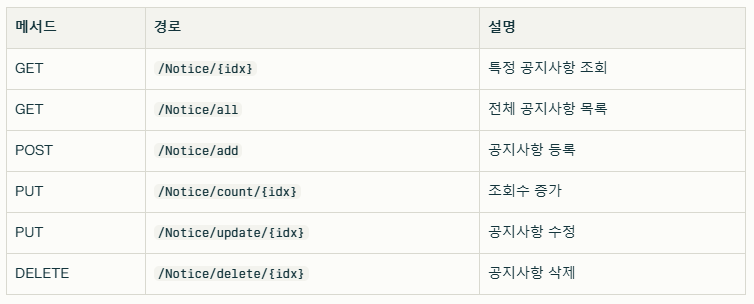 메서드 경로 설명
GET /Notice/{idx} 특정 공지사항 조회
GET /Notice/all 전체 공지사항 목록
POST /Notice/add 공지사항 등록
PUT /Notice/count/{idx} 조회수 증가
PUT /Notice/update/{idx} 공지사항 수정
DELETE /Notice/delete/{idx} 공지사항 삭제